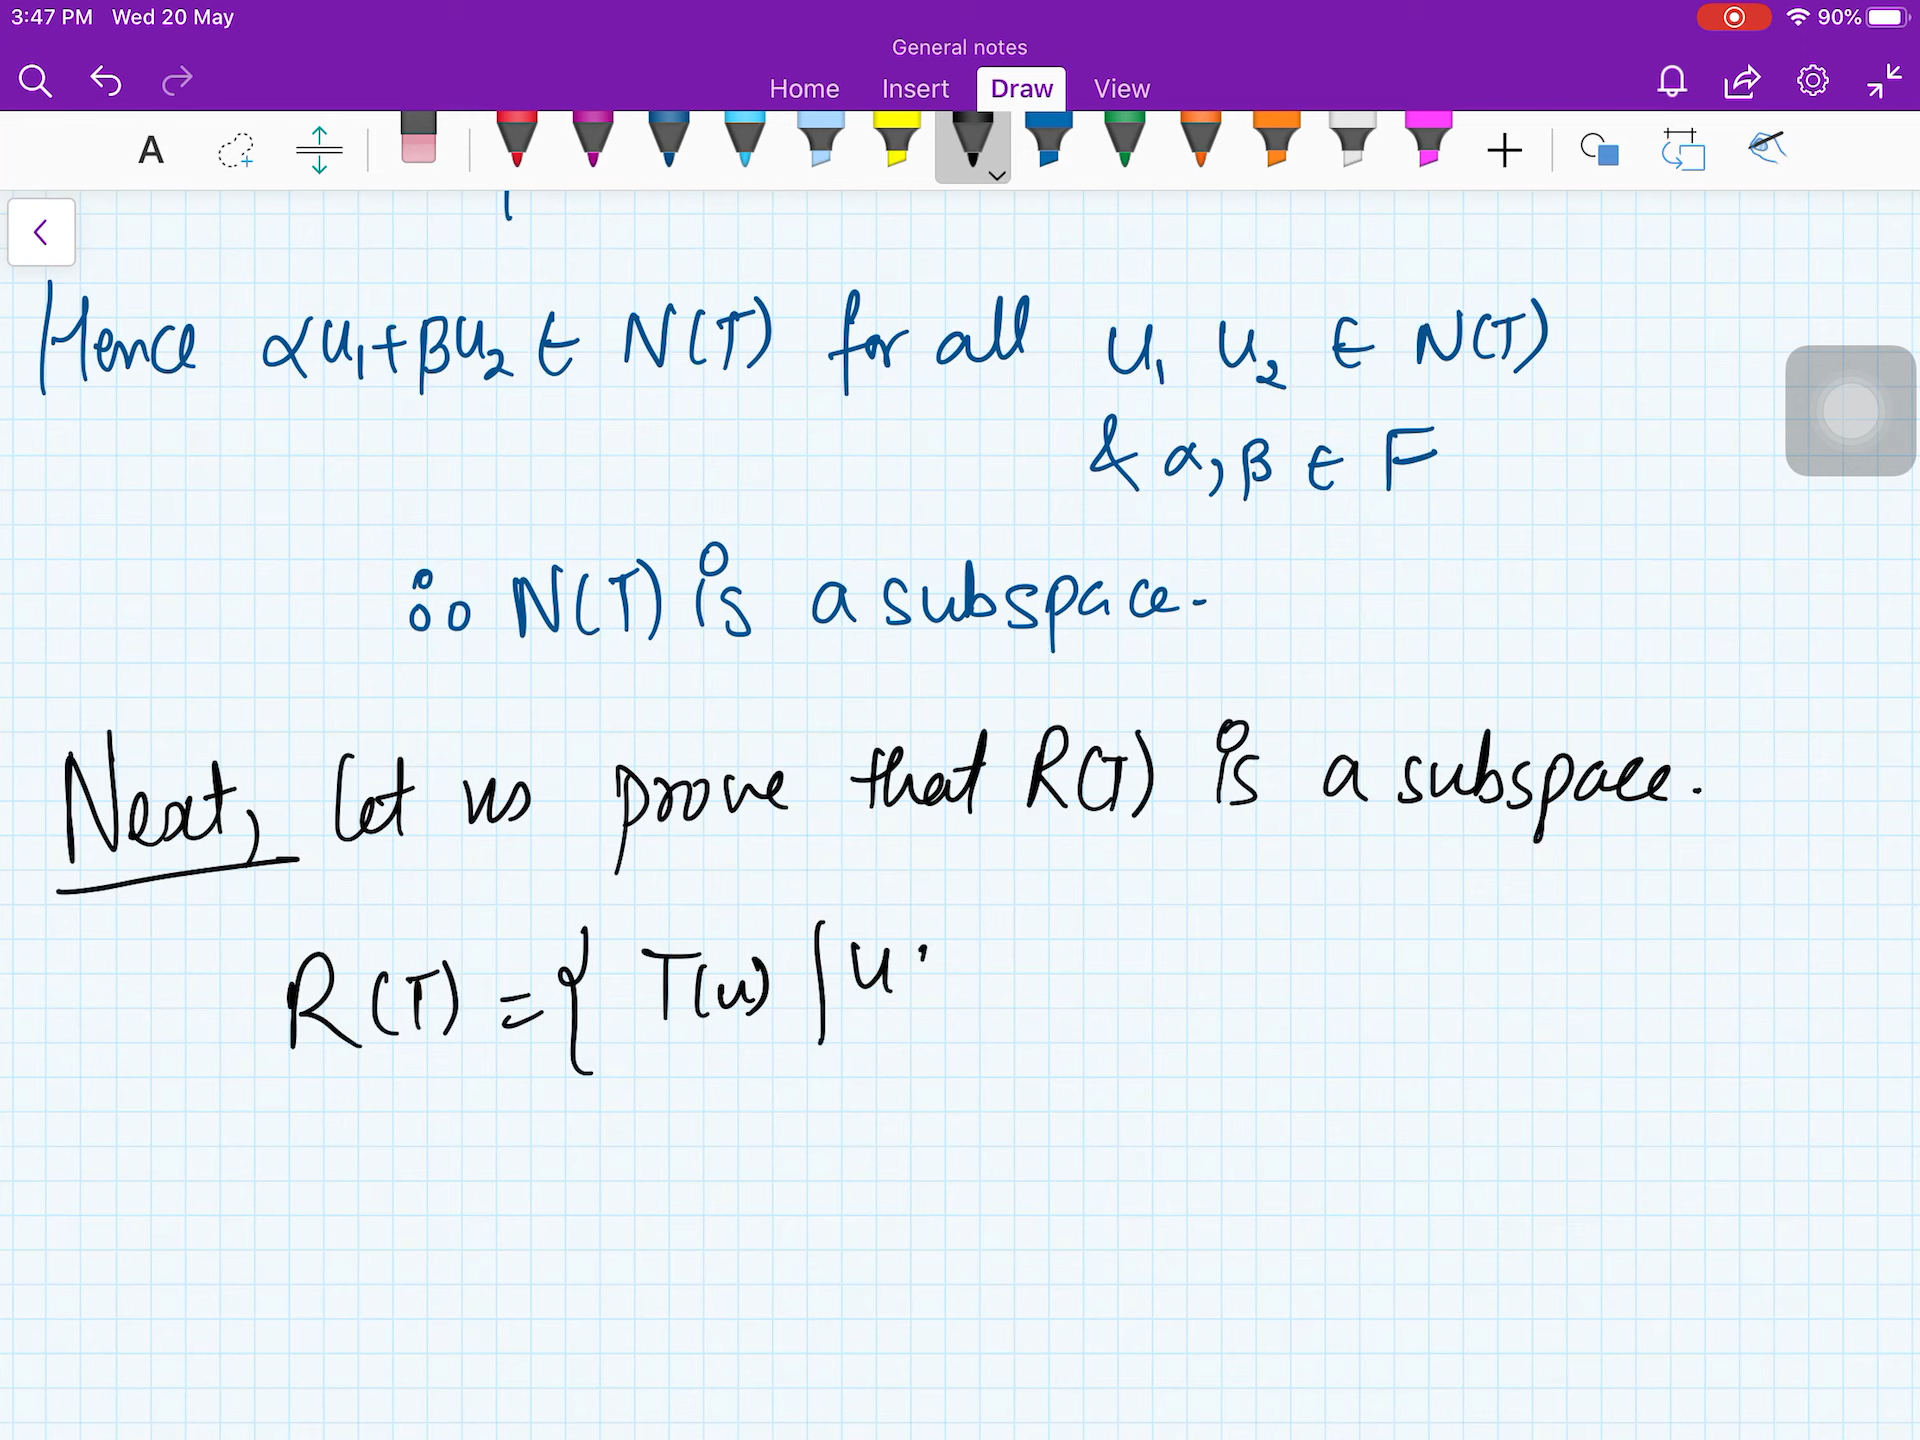 3:47 PM Wed 20 May
90%
General notes
Home Insert Draw View
A
Hence αu₁+βu₂ ∈ N(T) for all u₁ u₂ ∈ N(T)
& α, β ∈ F
∴ N(T) is a subspace.
Next, let us prove that R(T) is a subspace.
R(T) = { T(u) | u